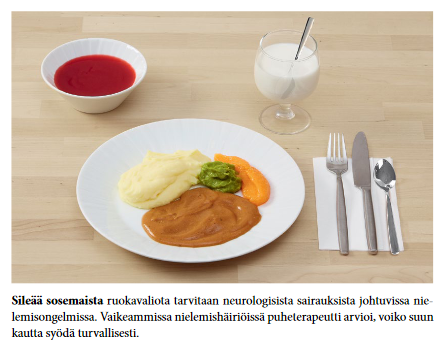 Sileää sosemaista ruokavaliota tarvitaan neurologisista sairauksista johtuvissa nie-
lemisongelmissa. Vaikeammissa nielemishäiriöissä puheterapeutti arvioi, voiko suun
kautta syödä turvallisesti.